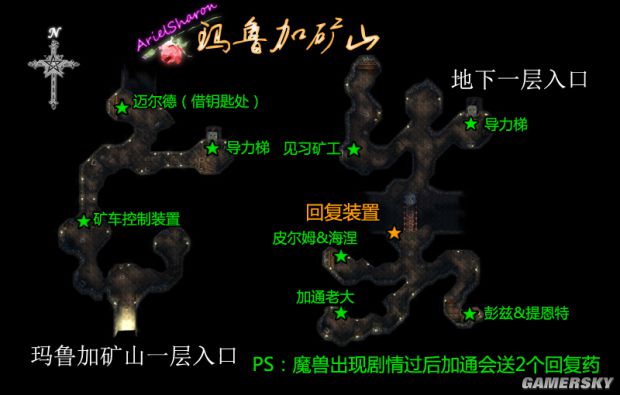 N
ArielSharon
玛鲁加矿山
地下一层入口
迈尔德（借钥匙处）
导力梯
见习矿工
导力梯
矿车控制装置
回复装置
皮尔姆&海涅
加通老大
彭兹&提恩特
玛鲁加矿山一层入口
PS：魔兽出现剧情过后加通会送2个回复药
GAMERSKY